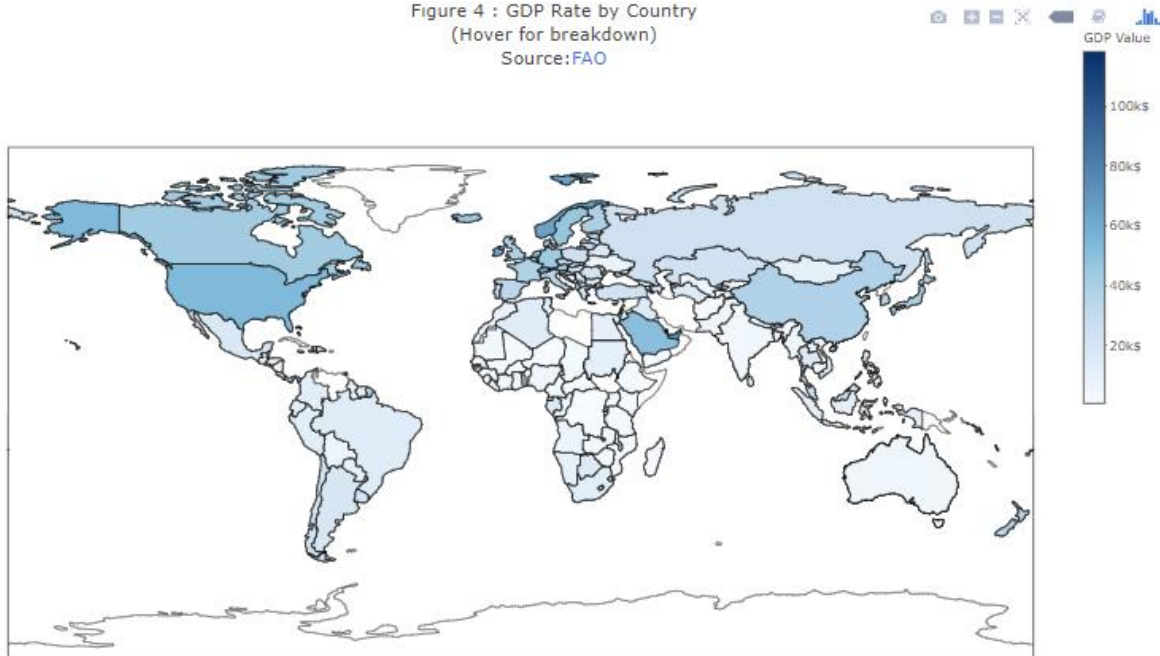 Figure 4 : GDP Rate by Country
(Hover for breakdown)
Source:FAO
GDP Value
100k$
80k$
60k$
40k$
20k$